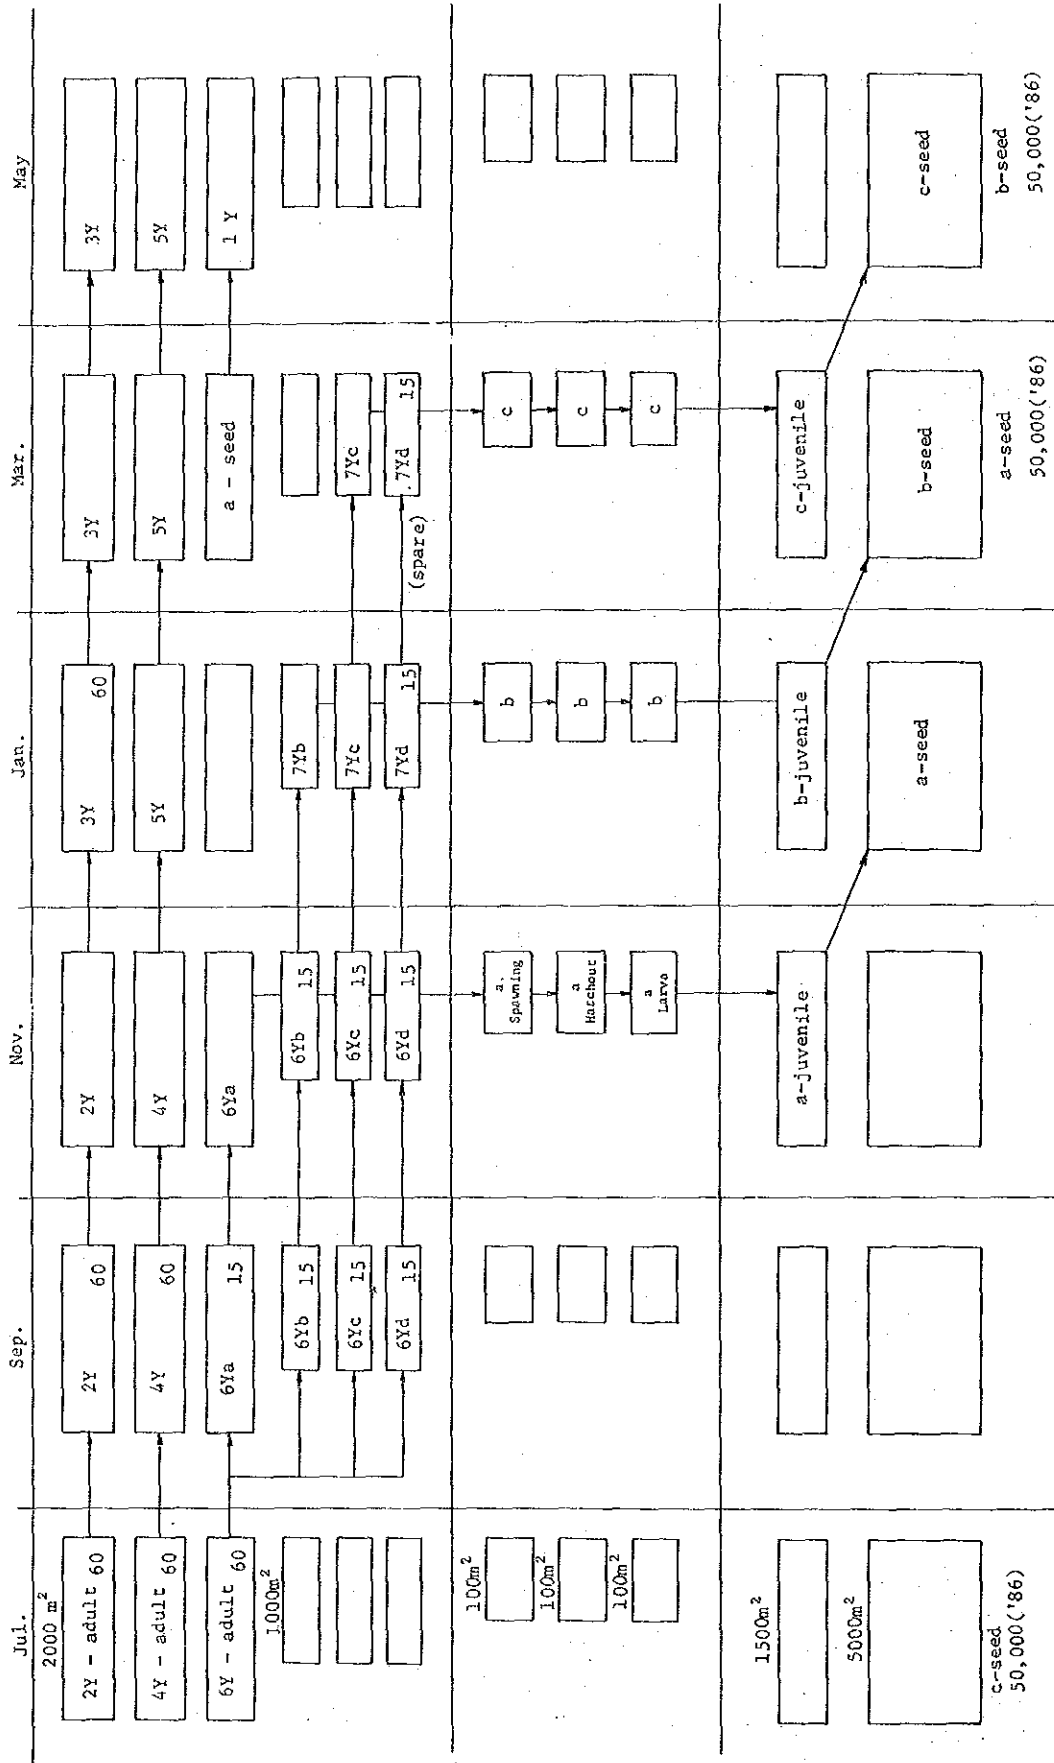 Jul.
Sep.
Nov.
Jan.
Mar.
May
2000 m²
2Y - adult 60
2Y 60
2Y
3Y 60
3Y
3Y
4Y - adult 60
4Y 60
4Y
5Y
5Y
5Y
6Y - adult 60
6Ya 15
6Ya
a - seed
1 Y
1000m²
6Yb 15
6Yb 15
7Yb
6Yc 15
6Yc 15
7Yc
7Yc
6Yd 15
6Yd 15
7Yd 15
(spare)
7Yd 15
100m²
a.
Spawning
b
c
100m²
a
Hatchout
b
c
100m²
a
Larva
b
c
1500m²
a-juvenile
b-juvenile
c-juvenile
5000m²
a-seed
b-seed
c-seed
c-seed
50,000('86)
a-seed
50,000('86)
b-seed
50,000('86)